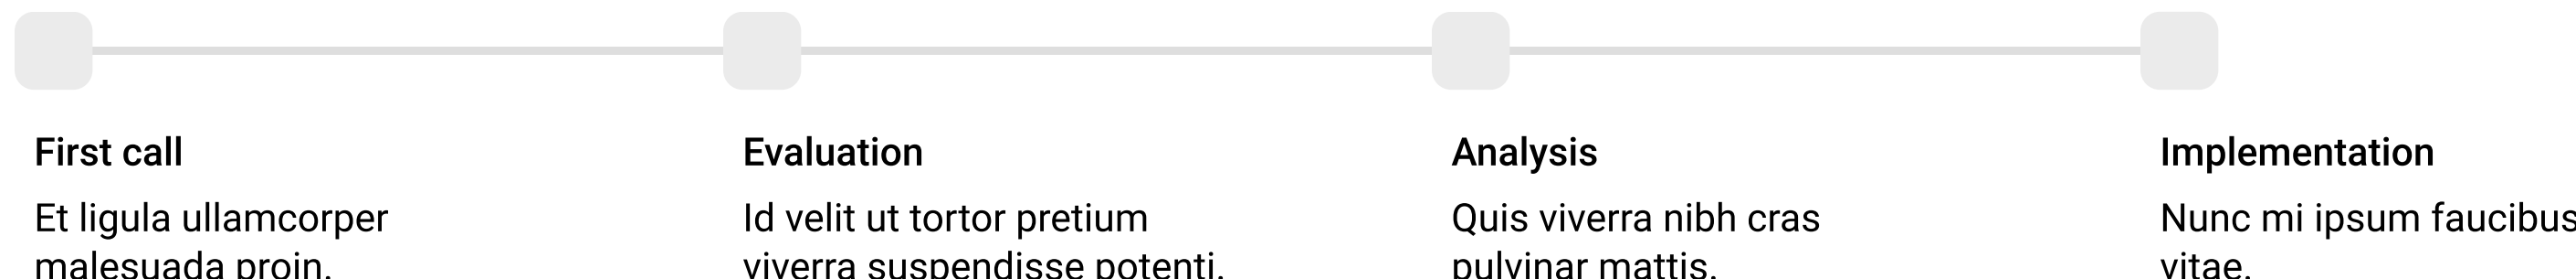 First call
Et ligula ullamcorper
malesuada proin.
Evaluation
Id velit ut tortor pretium
viverra suspendisse potenti.
Analysis
Quis viverra nibh cras
pulvinar mattis.
Implementation
Nunc mi ipsum faucibus
vitae.